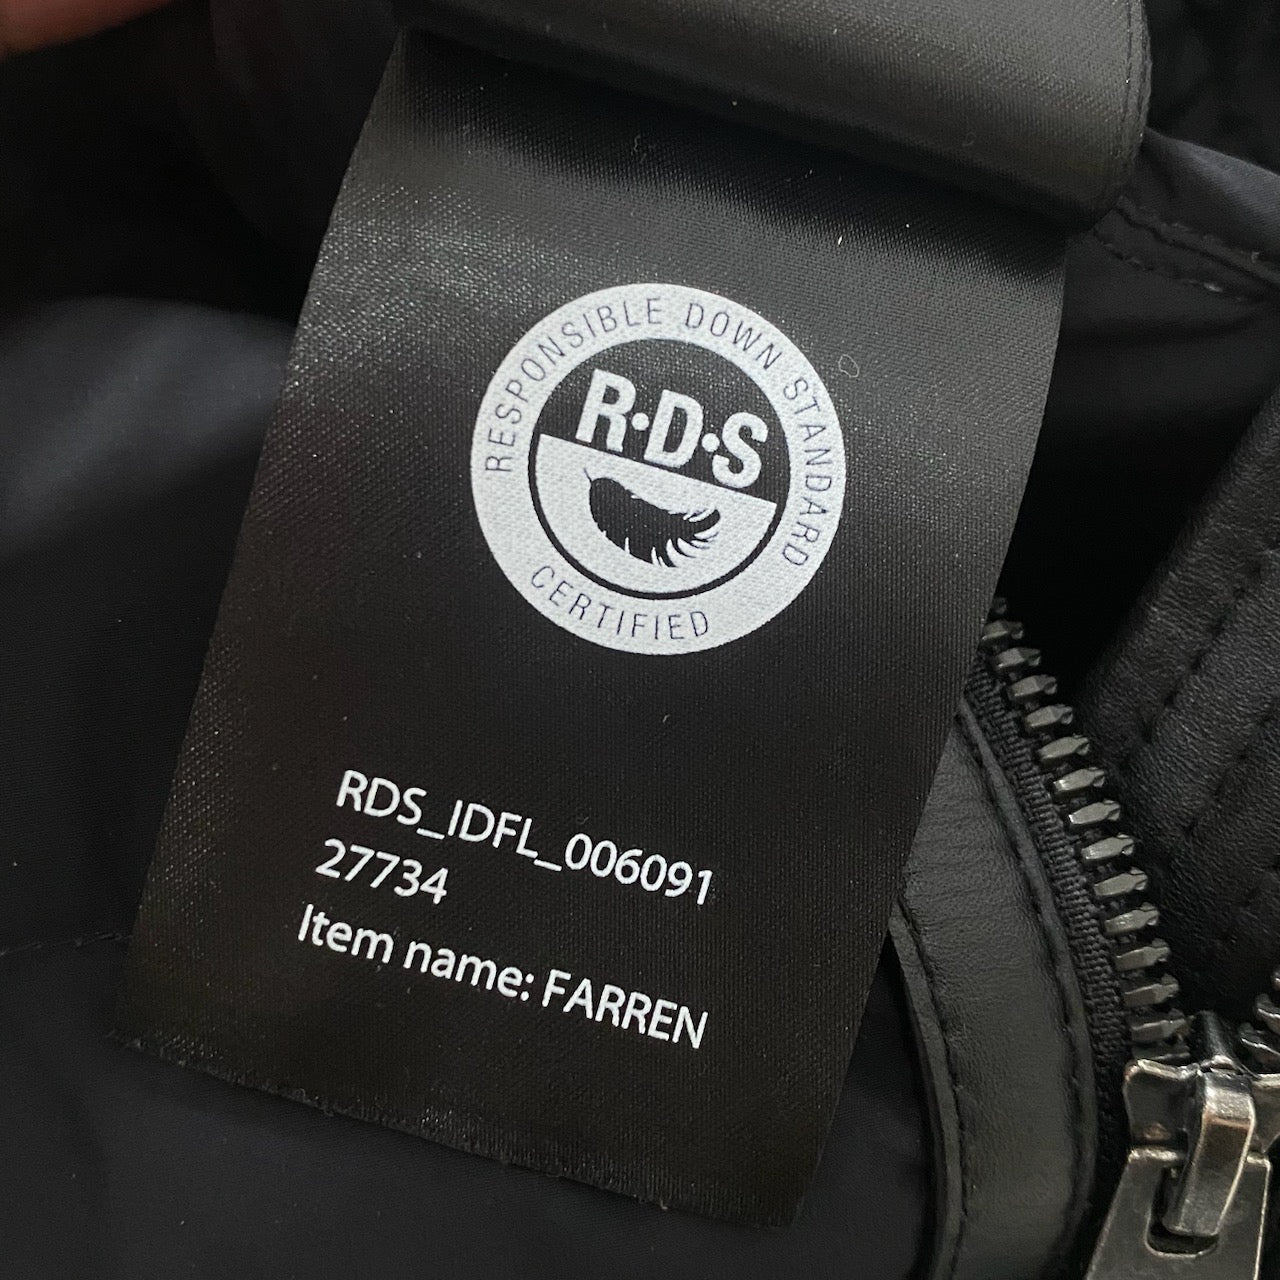 RESPONSIBLE DOWN STANDARD
R·D·S
CERTIFIED
RDS_IDFL_006091
27734
Item name: FARREN